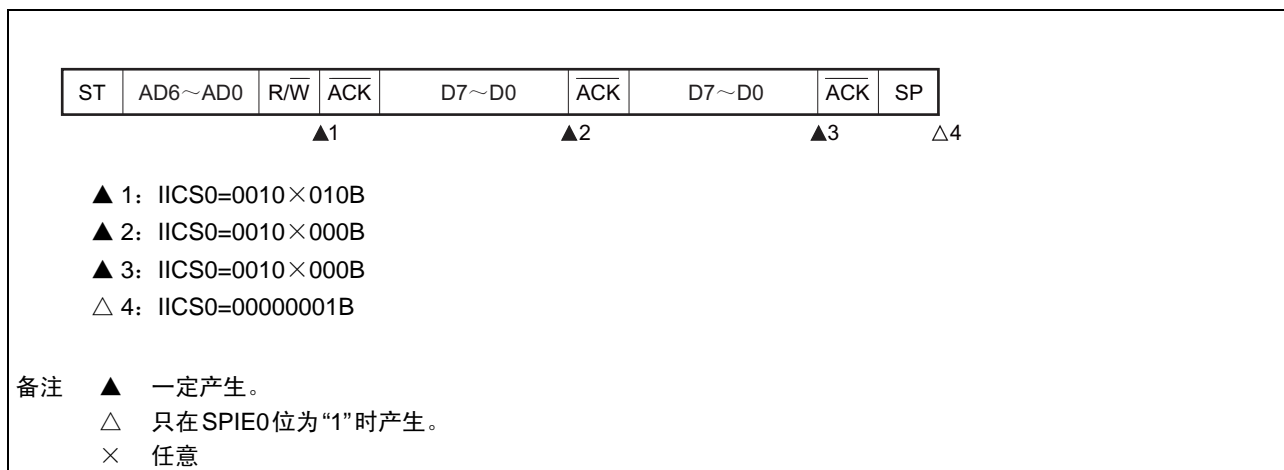 ST AD6～AD0 R/W ACK D7～D0 ACK D7～D0 ACK SP
▲1 ▲2 ▲3 △4
▲ 1：IICS0=0010×010B
▲ 2：IICS0=0010×000B
▲ 3：IICS0=0010×000B
△ 4：IICS0=00000001B
备注 ▲ 一定产生。
△ 只在SPIE0位为“1”时产生。
× 任意